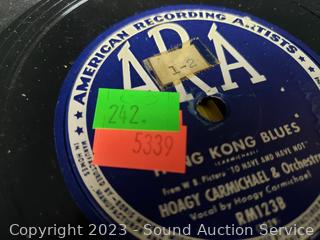 AMERICAN RECORDING ARTISTS
ARA
1-2
242.
5339
KONG BLUES
(CARMICHAEL)
From W.B. Picture "TO HAVE AND HAVE NOT"
HOAGY CARMICHAEL & Orchestra
Vocal by Hoagy Carmichael
RM123B
Copyright 2023 - Sound Auction Service